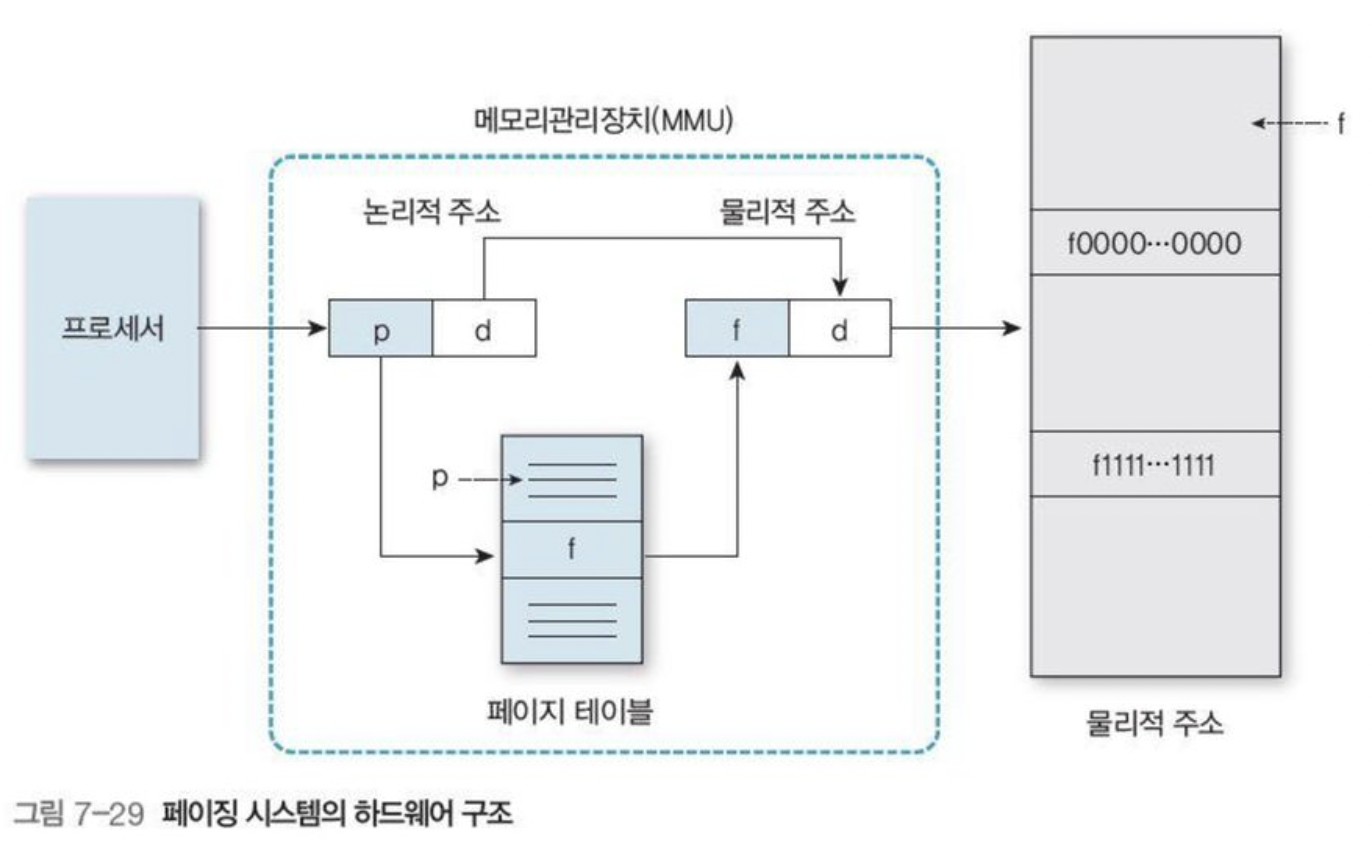 메모리관리장치(MMU)
f
논리적 주소
물리적 주소
f0000···0000
프로세서
p
d
f
d
p
f
f1111···1111
페이지 테이블
물리적 주소
그림 7-29 페이징 시스템의 하드웨어 구조